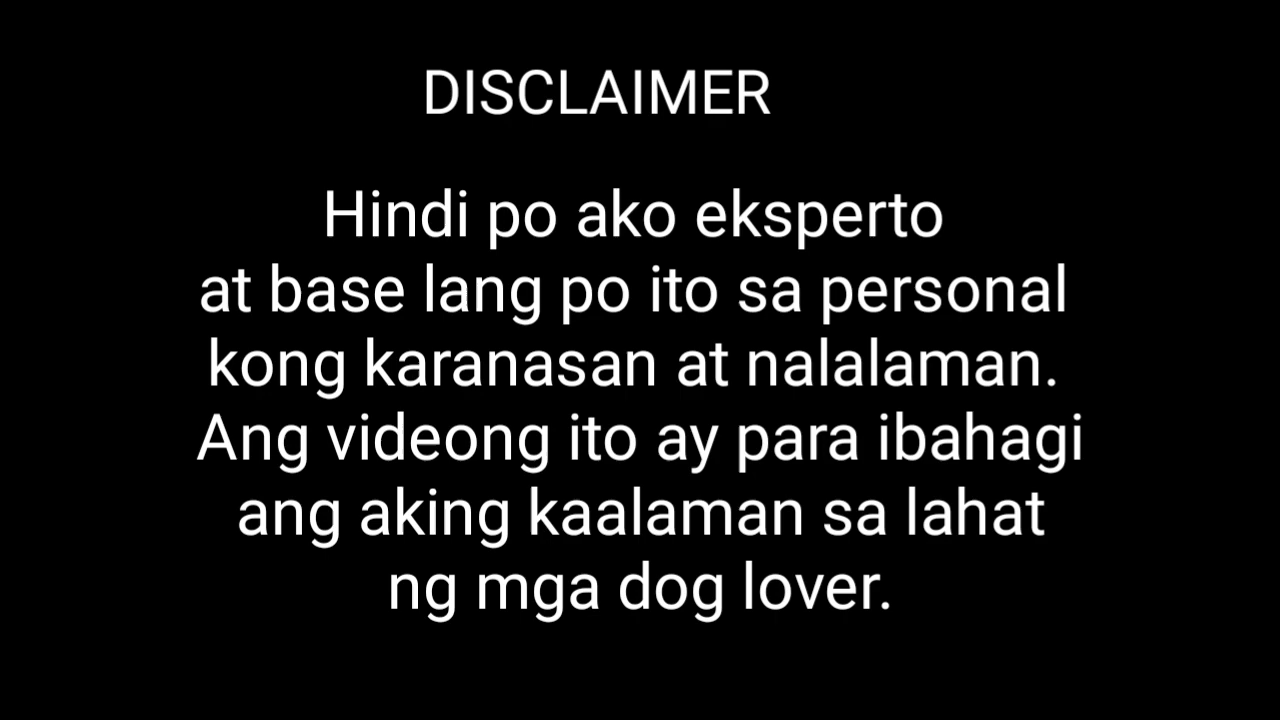 DISCLAIMER
Hindi po ako eksperto
at base lang po ito sa personal
kong karanasan at nalalaman.
Ang videong ito ay para ibahagi
ang aking kaalaman sa lahat
ng mga dog lover.